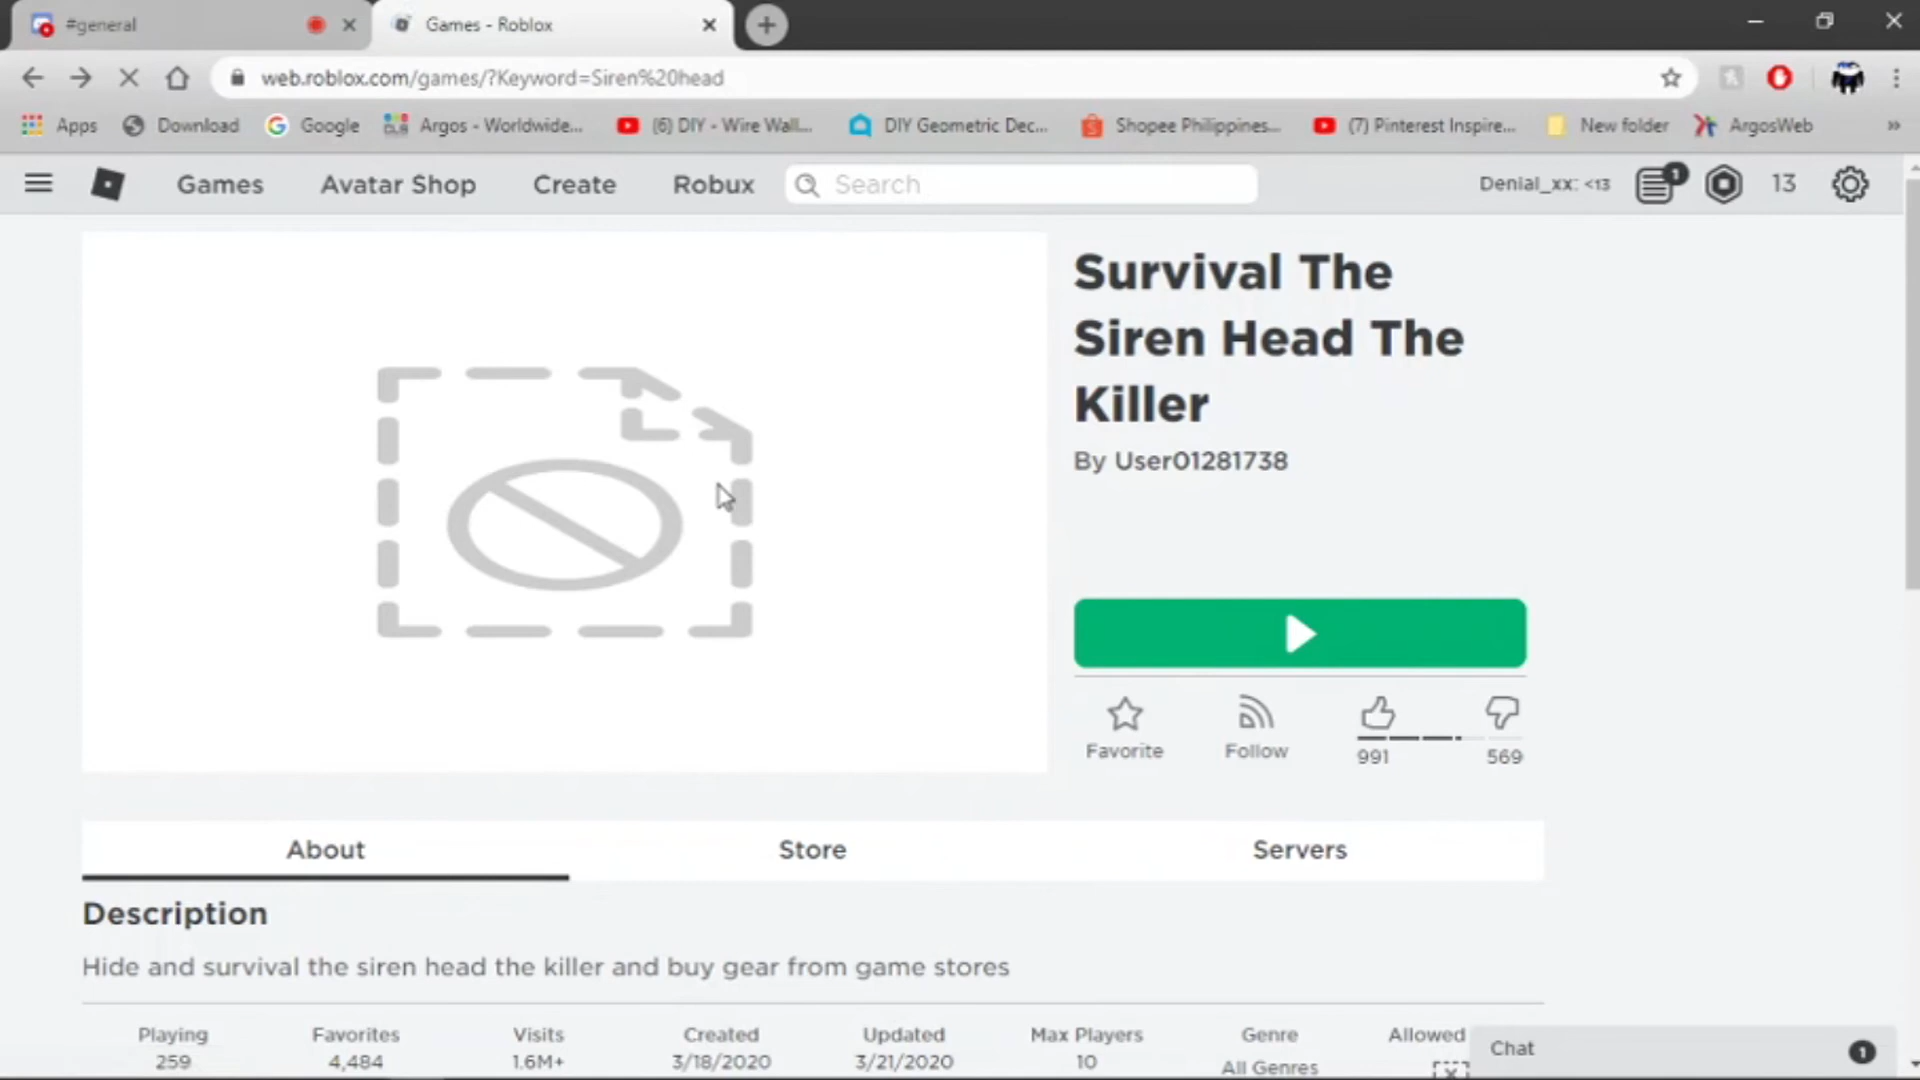 #general
Games - Roblox
web.roblox.com/games/?Keyword=Siren%20head
Apps
Download
Google
Argos - Worldwide...
(6) DIY - Wire Wall...
DIY Geometric Dec...
Shopee Philippines...
(7) Pinterest Inspire...
New folder
ArgosWeb
»
Games
Avatar Shop
Create
Robux
Search
Denial_xx: <13
1
13
Survival The
Siren Head The
Killer
By User01281738
Favorite
Follow
991
569
About
Store
Servers
Description
Hide and survival the siren head the killer and buy gear from game stores
Playing
Favorites
Visits
Created
Updated
Max Players
Genre
Allowed
259
4,484
1.6M+
3/18/2020
3/21/2020
10
All Genres
Chat
1